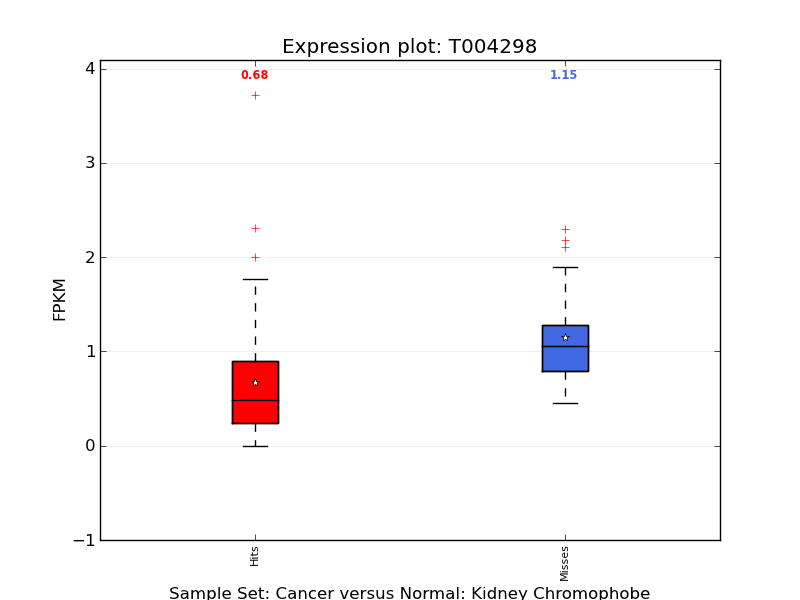 Expression plot: T004298
0.68
1.15
4
3
2
1
0
−1
FPKM
Hits
Misses
Sample Set: Cancer versus Normal: Kidney Chromophobe